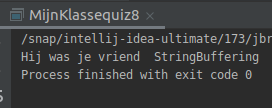 MijnKlassequiz8
/snap/intellij-idea-ultimate/173/jbr
Hij was je vriend  StringBuffering
Process finished with exit code 0